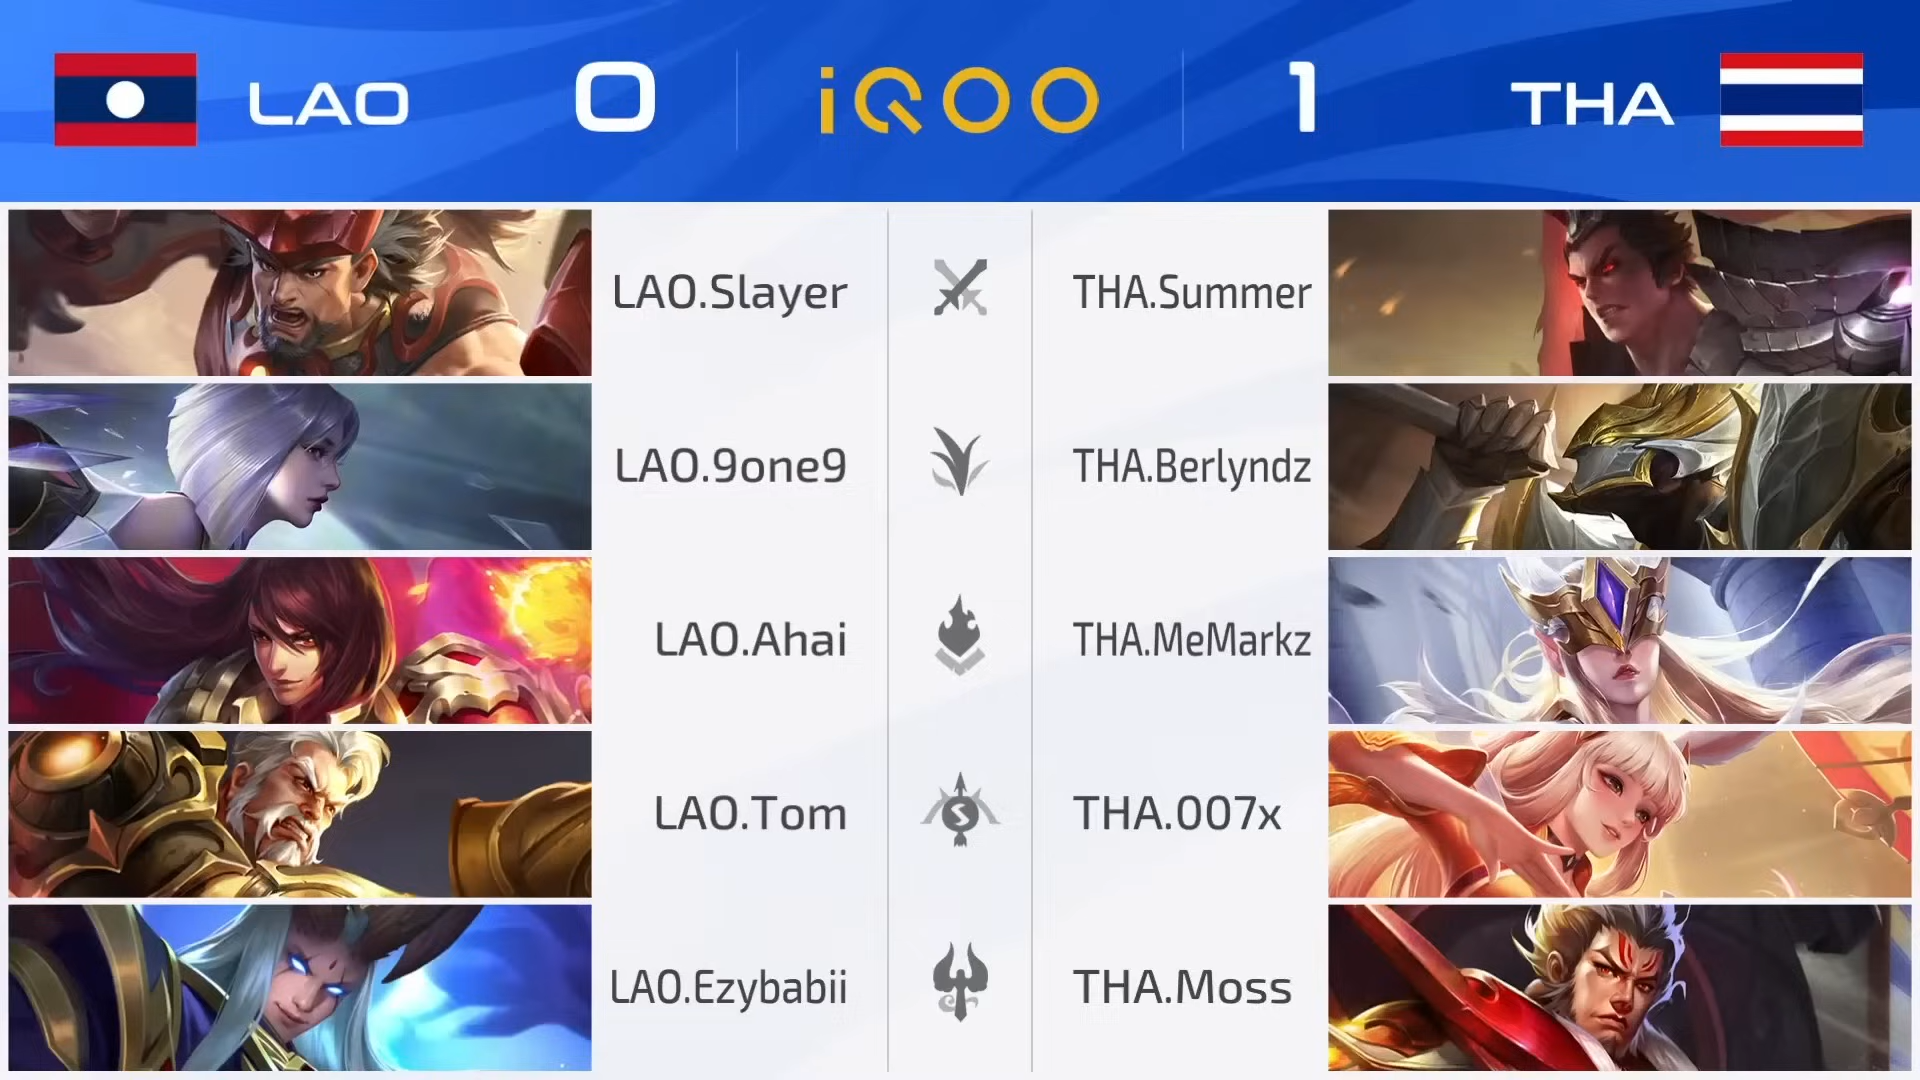 LAO 0 iQOO 1 THA
LAO.Slayer THA.Summer
LAO.9one9 THA.Berlyndz
LAO.Ahai THA.MeMarkz
LAO.Tom THA.007x
LAO.Ezybabii THA.Moss